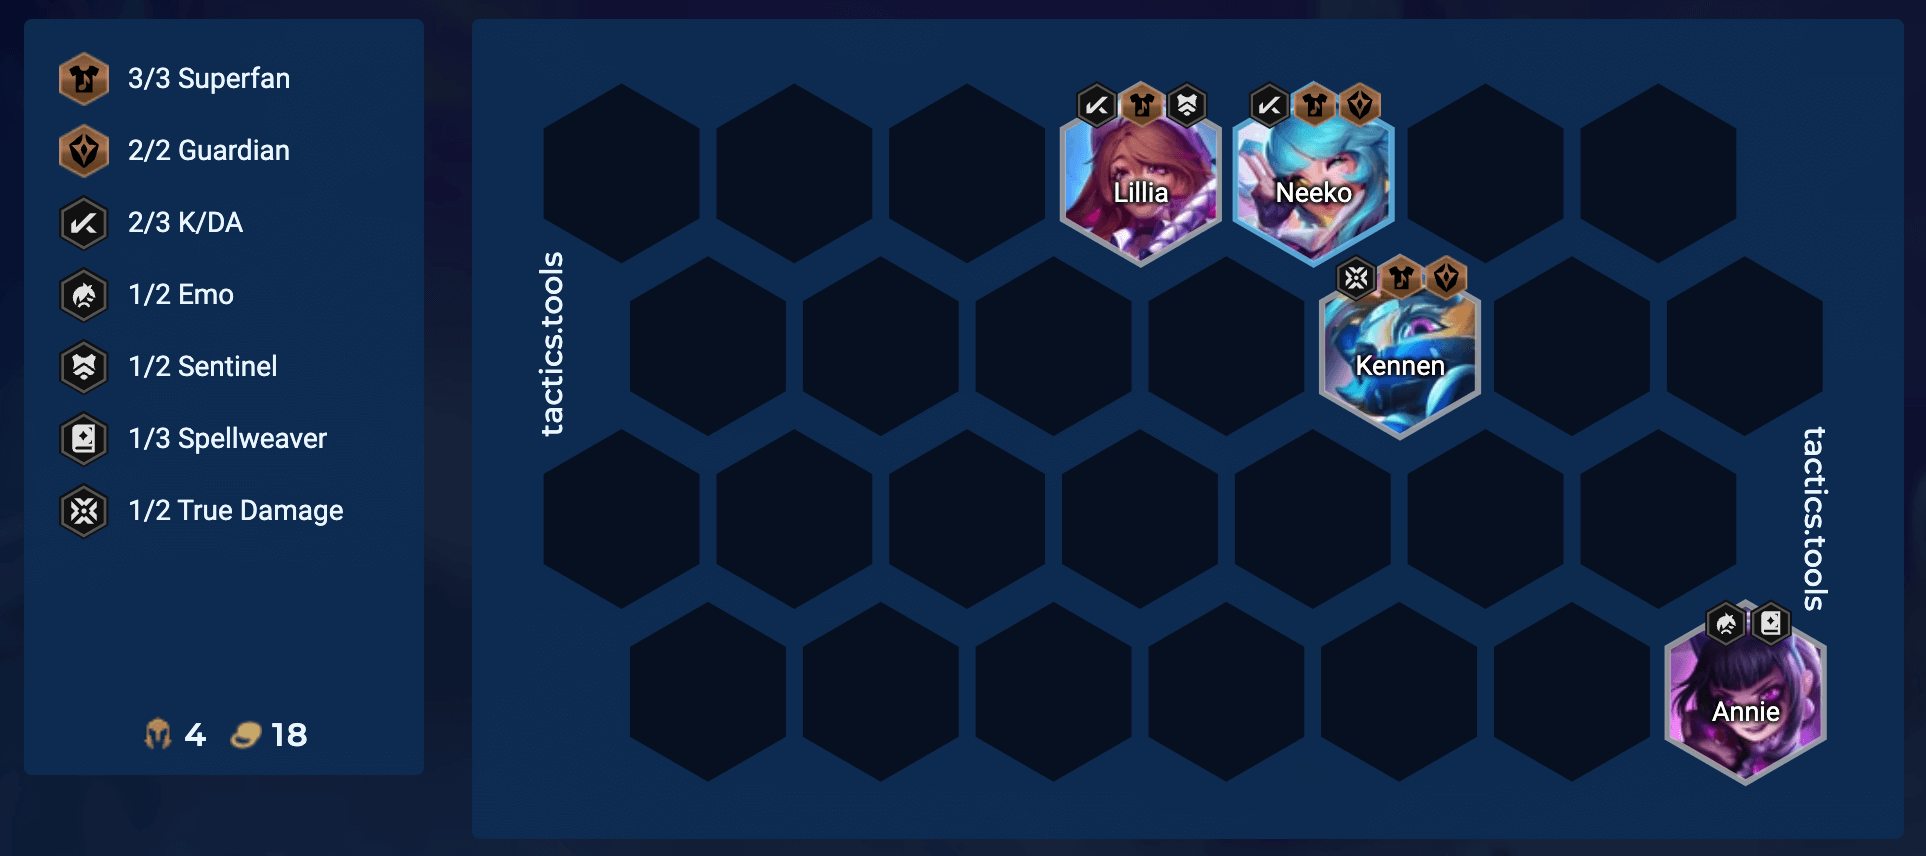 3/3 Superfan
2/2 Guardian
2/3 K/DA
1/2 Emo
1/2 Sentinel
1/3 Spellweaver
1/2 True Damage
4 18
Lillia
Neeko
Kennen
Annie
tactics.tools
tactics.tools